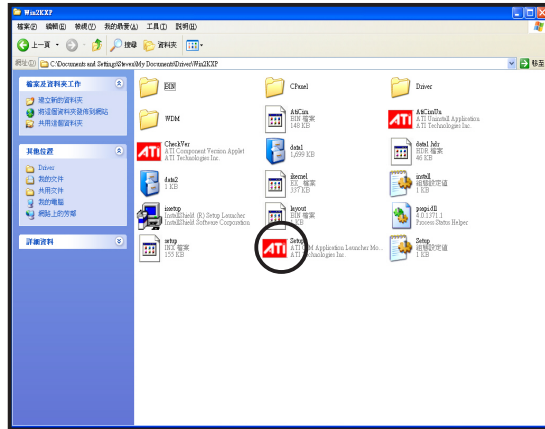 Win2KXP
檔案(F) 編輯(E) 檢視(V) 我的最愛(A) 工具(T) 說明(H)
上一頁 搜尋 資料夾
網址(D) C:\Documents and Settings\Steven\My Documents\Driver\Win2KXP 移至
檔案及資料夾工作
建立新的資料夾
將這個資料夾發佈到網站
共用這個資料夾
其他位置
Driver
我的文件
共用文件
我的電腦
網路上的芳鄰
詳細資料
BIN
CPanel
Driver
WDM
AtiCim
BIN 檔案
148 KB
AtiCimUn
ATI Uninstall Application
ATI Technologies Inc.
CheckVer
ATI Component Version Applet
ATI Technologies Inc.
data1
1,699 KB
data1.hdr
HDR 檔案
46 KB
data2
1 KB
ikernel
EX_ 檔案
337 KB
install
組態設定值
1 KB
issetup
InstallShield (R) Setup Launcher
InstallShield Software Corporation
layout
BIN 檔案
1 KB
psapi.dll
4.0.1371.1
Process Status Helper
setup
INX 檔案
155 KB
Setup
ATI CIM Application Launcher Mo...
ATI Technologies Inc.
Setup
組態設定值
1 KB